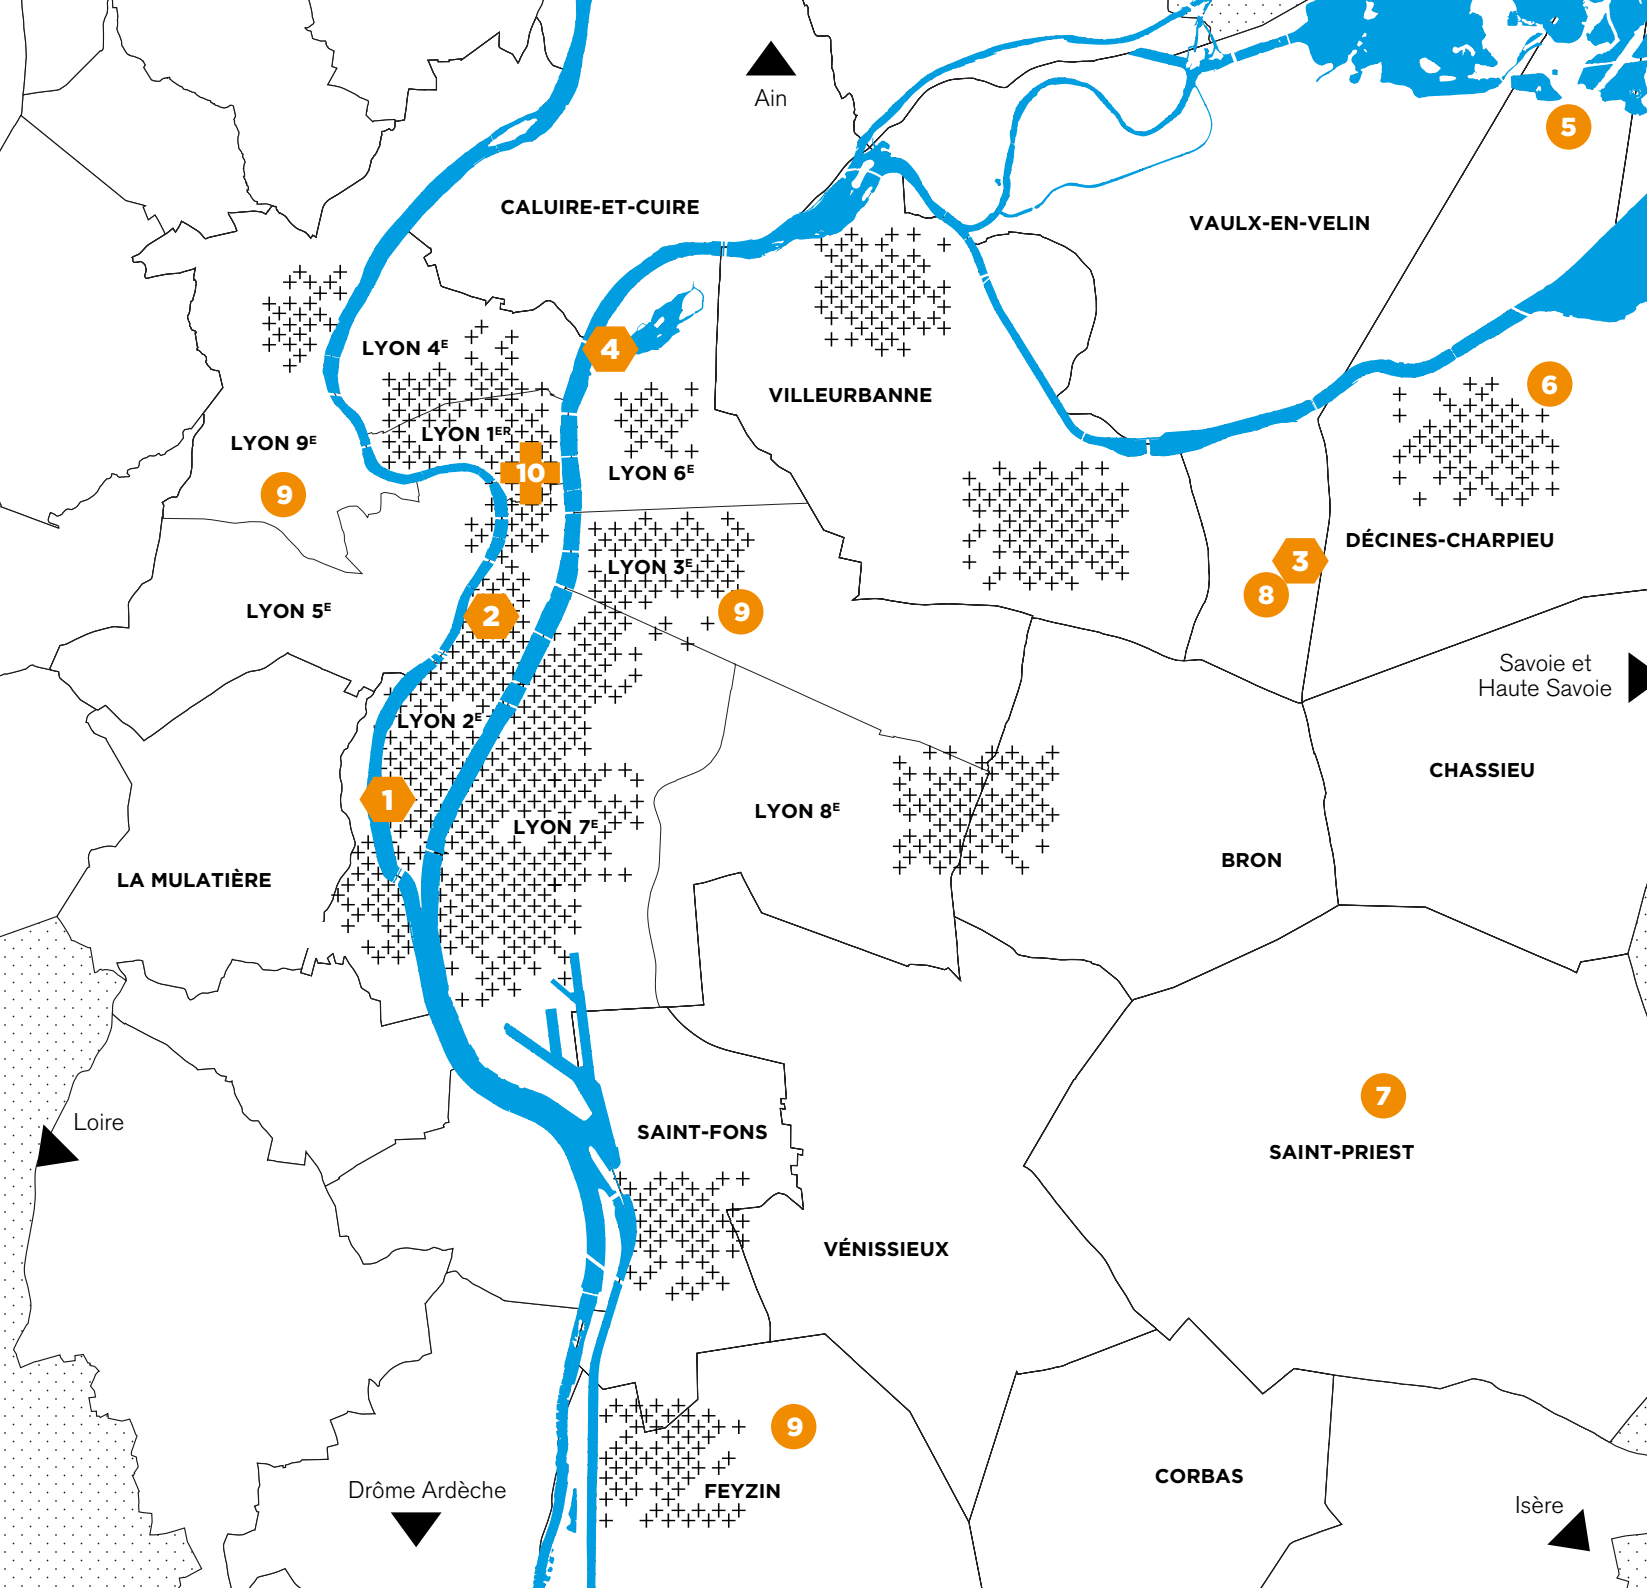 Ain
5
CALUIRE-ET-CUIRE
VAULX-EN-VELIN
LYON 4E
4
VILLEURBANNE
6
LYON 9E
LYON 1ER
9
10
LYON 6E
DÉCINES-CHARPIEU
LYON 3E
3
8
LYON 5E
2
9
Savoie et
Haute Savoie
LYON 2E
CHASSIEU
1
LYON 7E
LYON 8E
BRON
LA MULATIÈRE
7
Loire
SAINT-FONS
SAINT-PRIEST
VÉNISSIEUX
9
Drôme Ardèche
FEYZIN
CORBAS
Isère